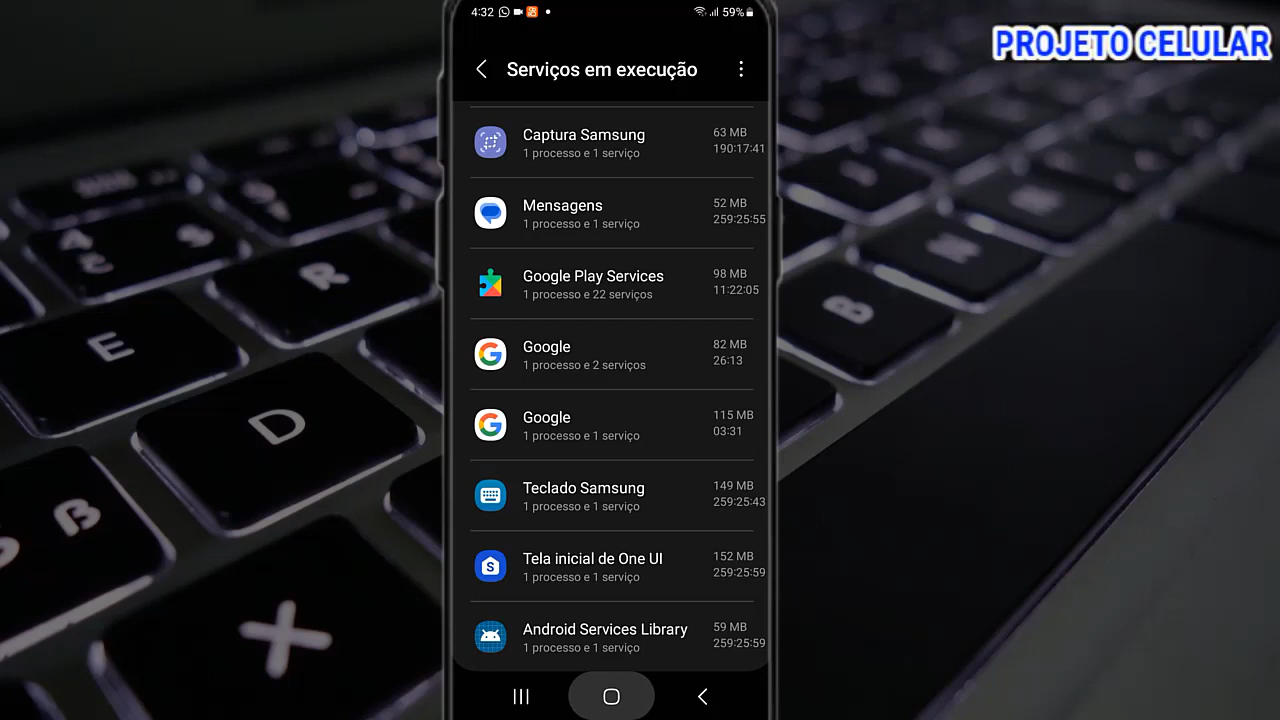 PROJETO CELULAR
4:32
59%
Serviços em execução
Captura Samsung
1 processo e 1 serviço
63 MB
190:17:41
Mensagens
1 processo e 1 serviço
52 MB
259:25:55
Google Play Services
1 processo e 22 serviços
98 MB
11:22:05
Google
1 processo e 2 serviços
82 MB
26:13
Google
1 processo e 1 serviço
115 MB
03:31
Teclado Samsung
1 processo e 1 serviço
149 MB
259:25:43
Tela inicial de One UI
1 processo e 1 serviço
152 MB
259:25:59
Android Services Library
1 processo e 1 serviço
59 MB
259:25:59
R
E
D
B
X
B